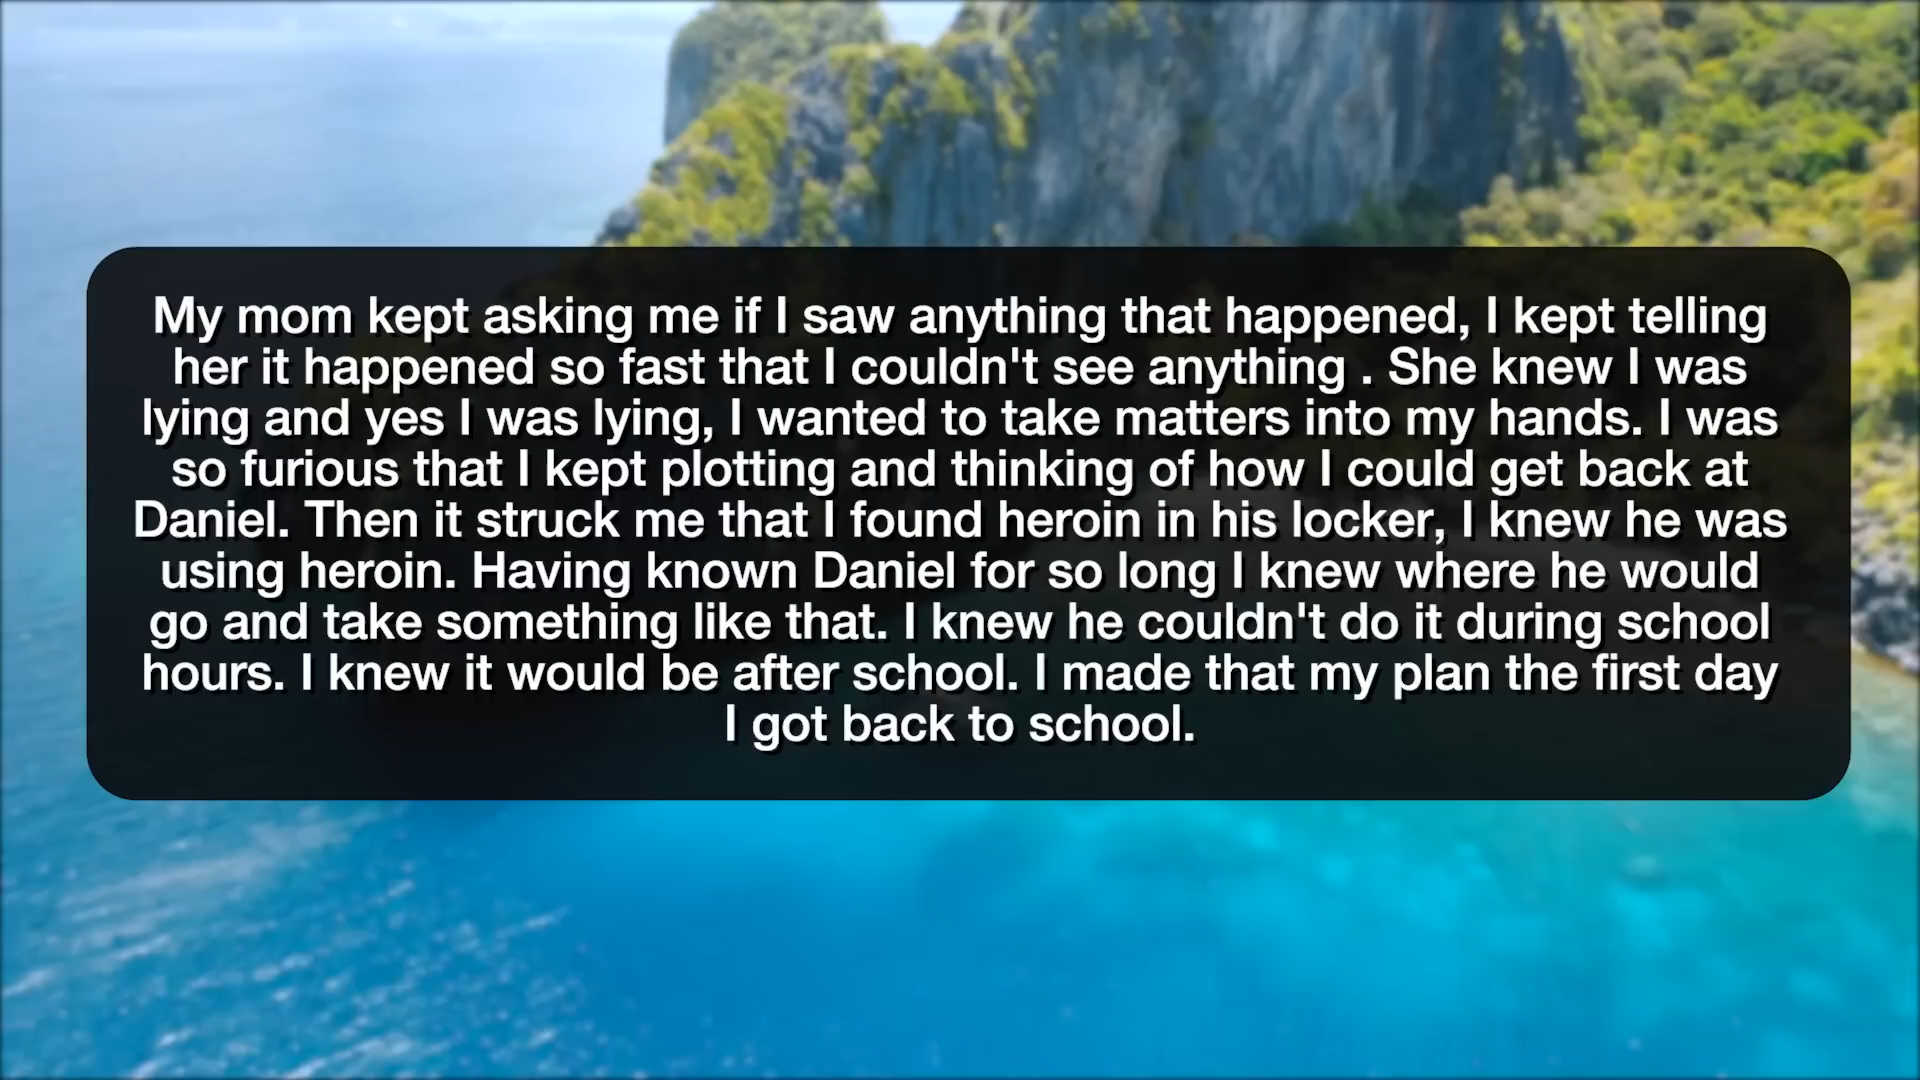 My mom kept asking me if I saw anything that happened, I kept telling
her it happened so fast that I couldn't see anything . She knew I was
lying and yes I was lying, I wanted to take matters into my hands. I was
so furious that I kept plotting and thinking of how I could get back at
Daniel. Then it struck me that I found heroin in his locker, I knew he was
using heroin. Having known Daniel for so long I knew where he would
go and take something like that. I knew he couldn't do it during school
hours. I knew it would be after school. I made that my plan the first day
I got back to school.